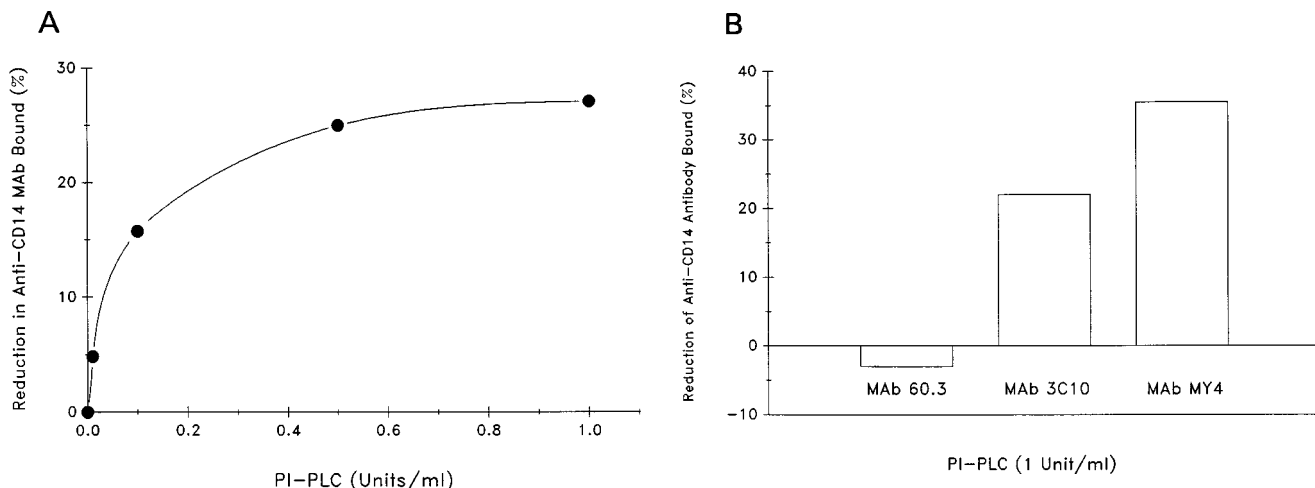 A
Reduction in Anti-CD14 MAb Bound (%)
30
20
10
0
0.0 0.2 0.4 0.6 0.8 1.0
PI-PLC (Units/ml)
B
Reduction of Anti-CD14 Antibody Bound (%)
40
30
20
10
0
-10
MAb 60.3 MAb 3C10 MAb MY4
PI-PLC (1 Unit/ml)